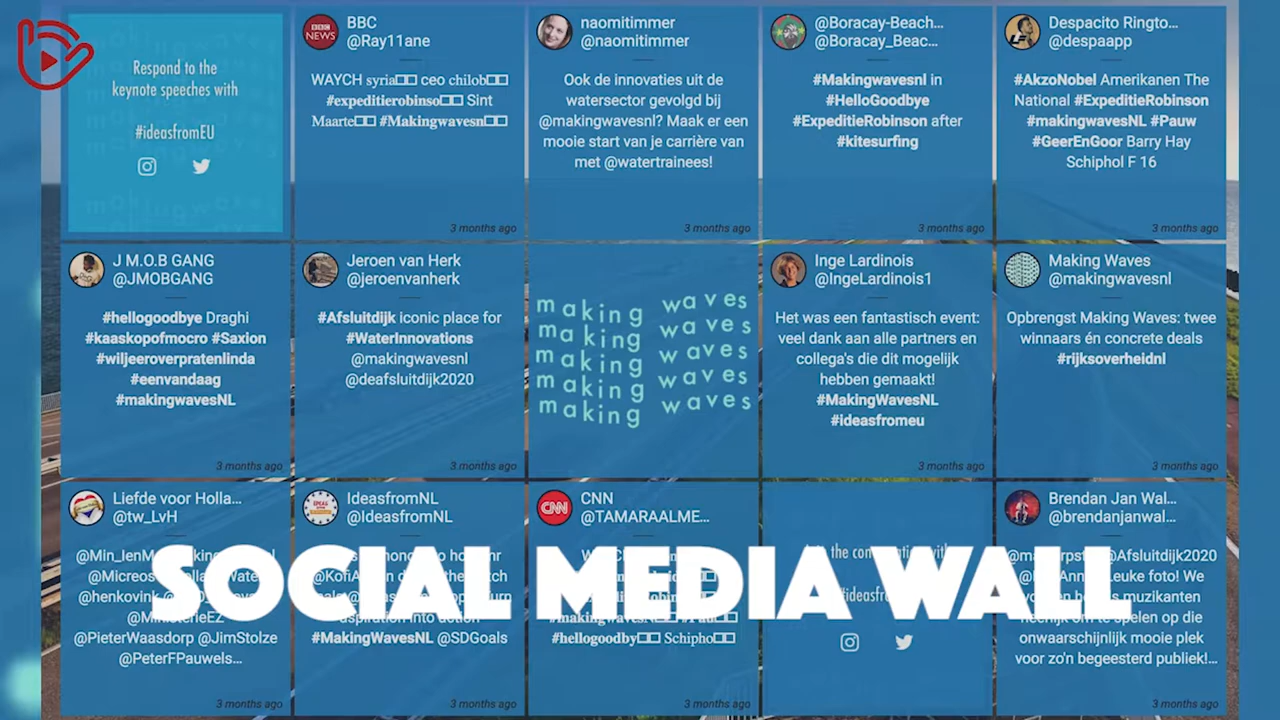 Respond to the
keynote speeches with
#ideasfromEU
BBC
@Ray11ane
WAYCH syria□□ ceo chilob□□
#expeditierobinso□□ Sint
Maarte□□ #Makingwavesn□□
3 months ago
naomitimmer
@naomitimmer
Ook de innovaties uit de
watersector gevolgd bij
@makingwavesnl? Maak er een
mooie start van je carrière van
met @watertrainees!
3 months ago
@Boracay-Beach...
@Boracay_Beac...
#Makingwavesnl in
#HelloGoodbye
#ExpeditieRobinson after
#kitesurfing
3 months ago
Despacito Ringto...
@despaapp
#AkzoNobel Amerikanen The
National #ExpeditieRobinson
#makingwavesNL #Pauw
#GeerEnGoor Barry Hay
Schiphol F 16
3 months ago
J M.O.B GANG
@JMOBGANG
#hellogoodbye Draghi
#kaaskopofmocro #Saxion
#wiljeeroverpratenlinda
#eenvandaag
#makingwavesNL
3 months ago
Jeroen van Herk
@jeroenvanherk
#Afsluitdijk iconic place for
#WaterInnovations
@makingwavesnl
@deafsluitdijk2020
3 months ago
making waves
making waves
making waves
making waves
making waves
Inge Lardinois
@IngeLardinois1
Het was een fantastisch event:
veel dank aan alle partners en
collega's die dit mogelijk
hebben gemaakt!
#MakingWavesNL
#ideasfromeu
3 months ago
Making Waves
@makingwavesnl
Opbrengst Making Waves: twee
winnaars én concrete deals
#rijksoverheidnl
3 months ago
Liefde voor Holla...
@tw_LvH
@henkovink
@PieterWaasdorp @JimStolze
@PeterFPauwels...
3 months ago
IdeasfromNL
@IdeasfromNL
#MakingWavesNL @SDGoals
3 months ago
CNN
@TAMARAALME...
#hellogoodby□□ Schipho□□
3 months ago
Brendan Jan Wal...
@brendanjanwal...
@Afsluitdijk2020
Leuke foto! We
muzikanten
te spelen op die
onwaarschijnlijk mooie plek
voor zo'n begeesterd publiek!...
3 months ago
SOCIAL MEDIA WALL